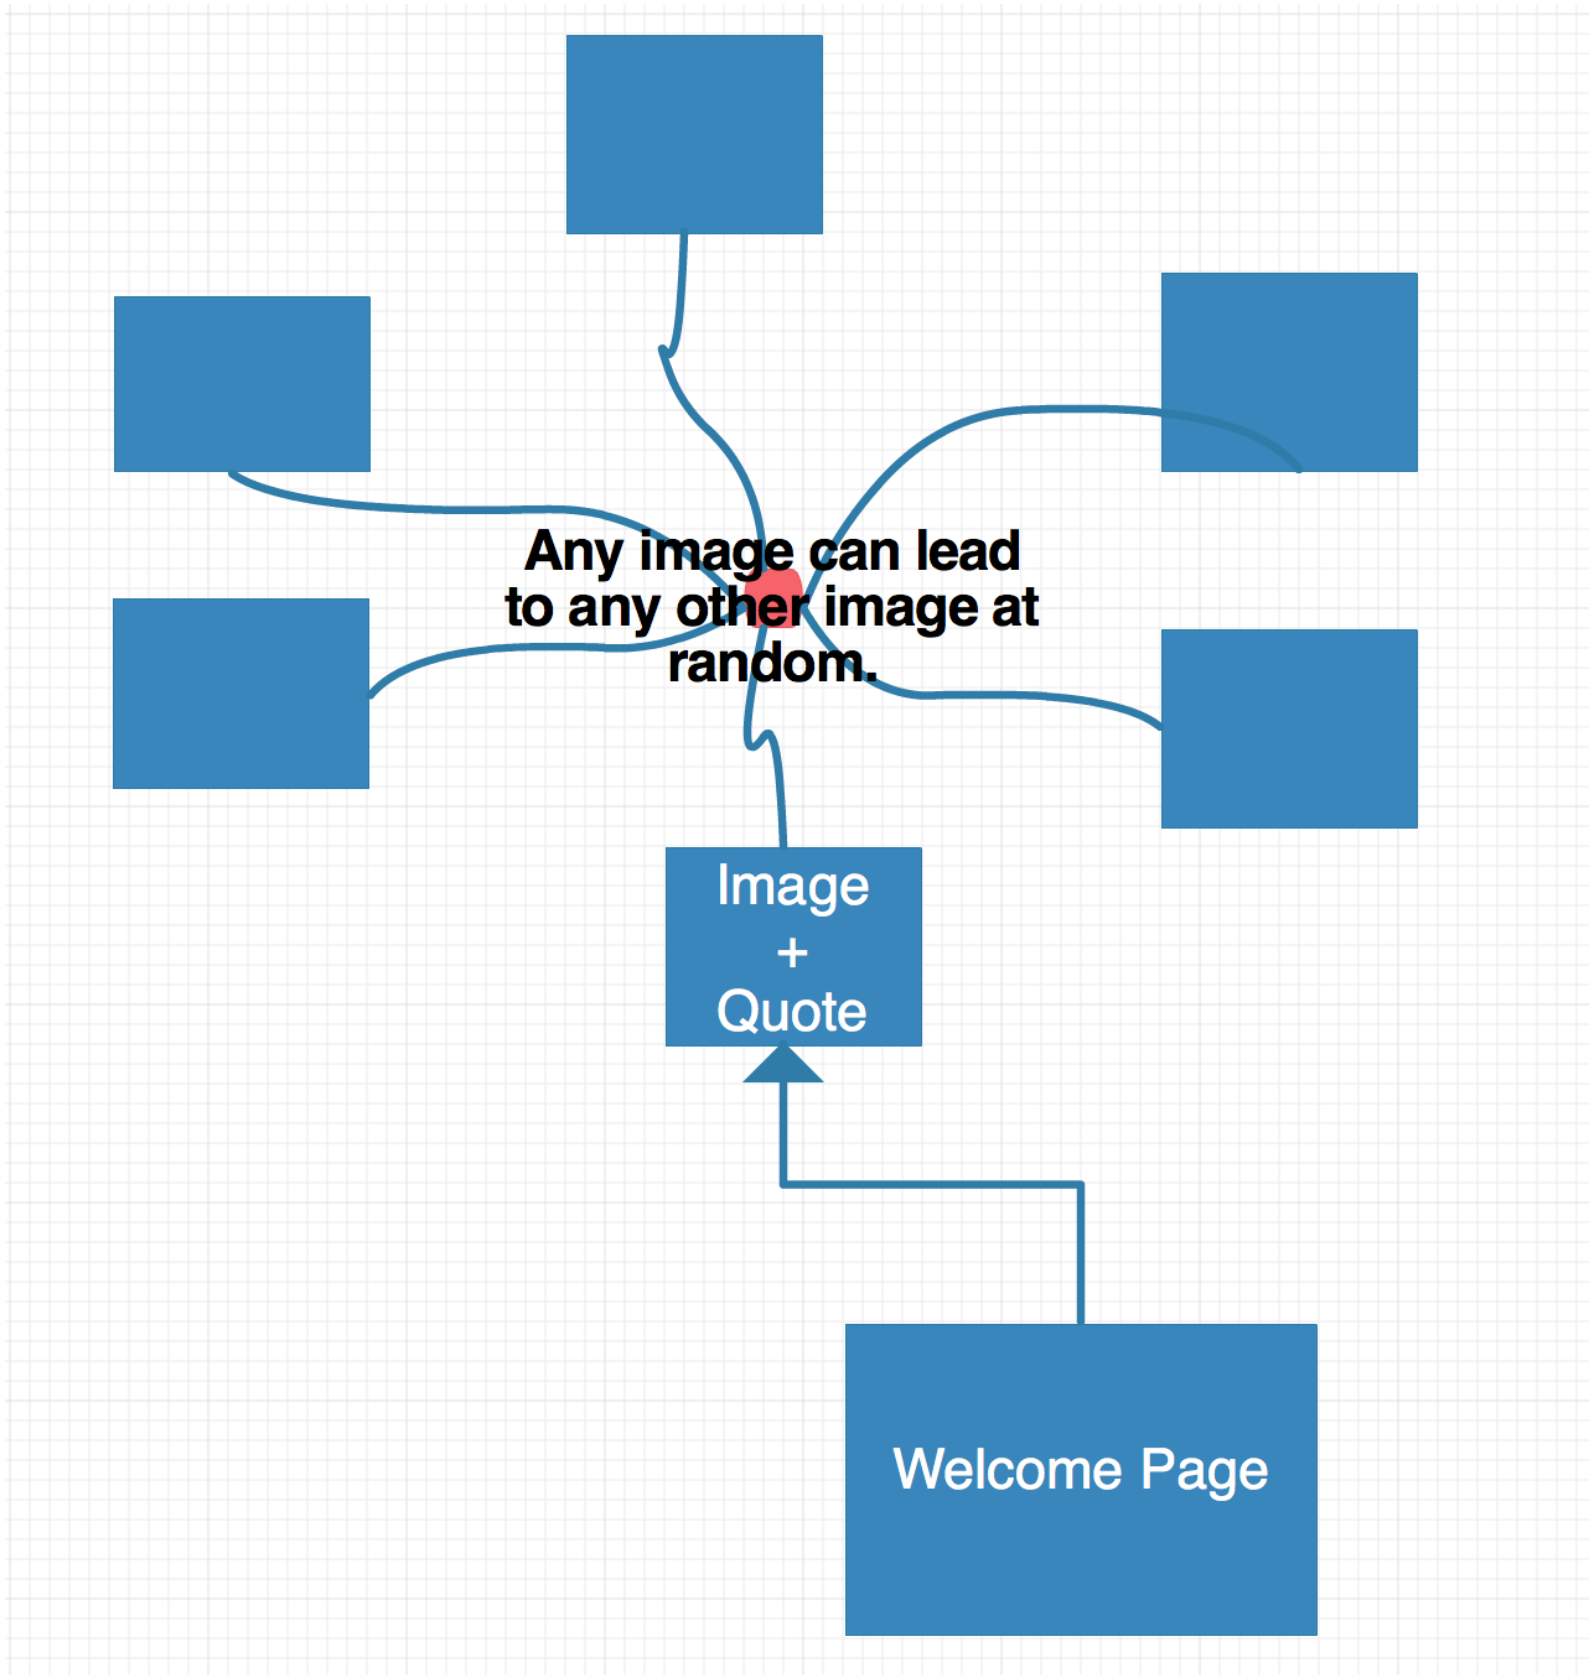 Any image can lead
to any other image at
random.
Image
+
Quote
Welcome Page